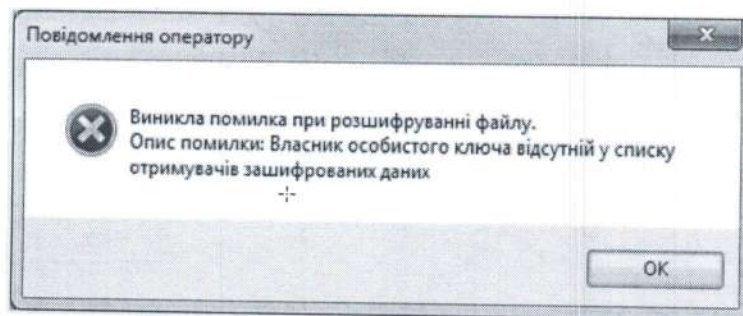 Повідомлення оператору
Виникла помилка при розшифруванні файлу.
Опис помилки: Власник особистого ключа відсутній у списку
отримувачів зашифрованих даних
OK